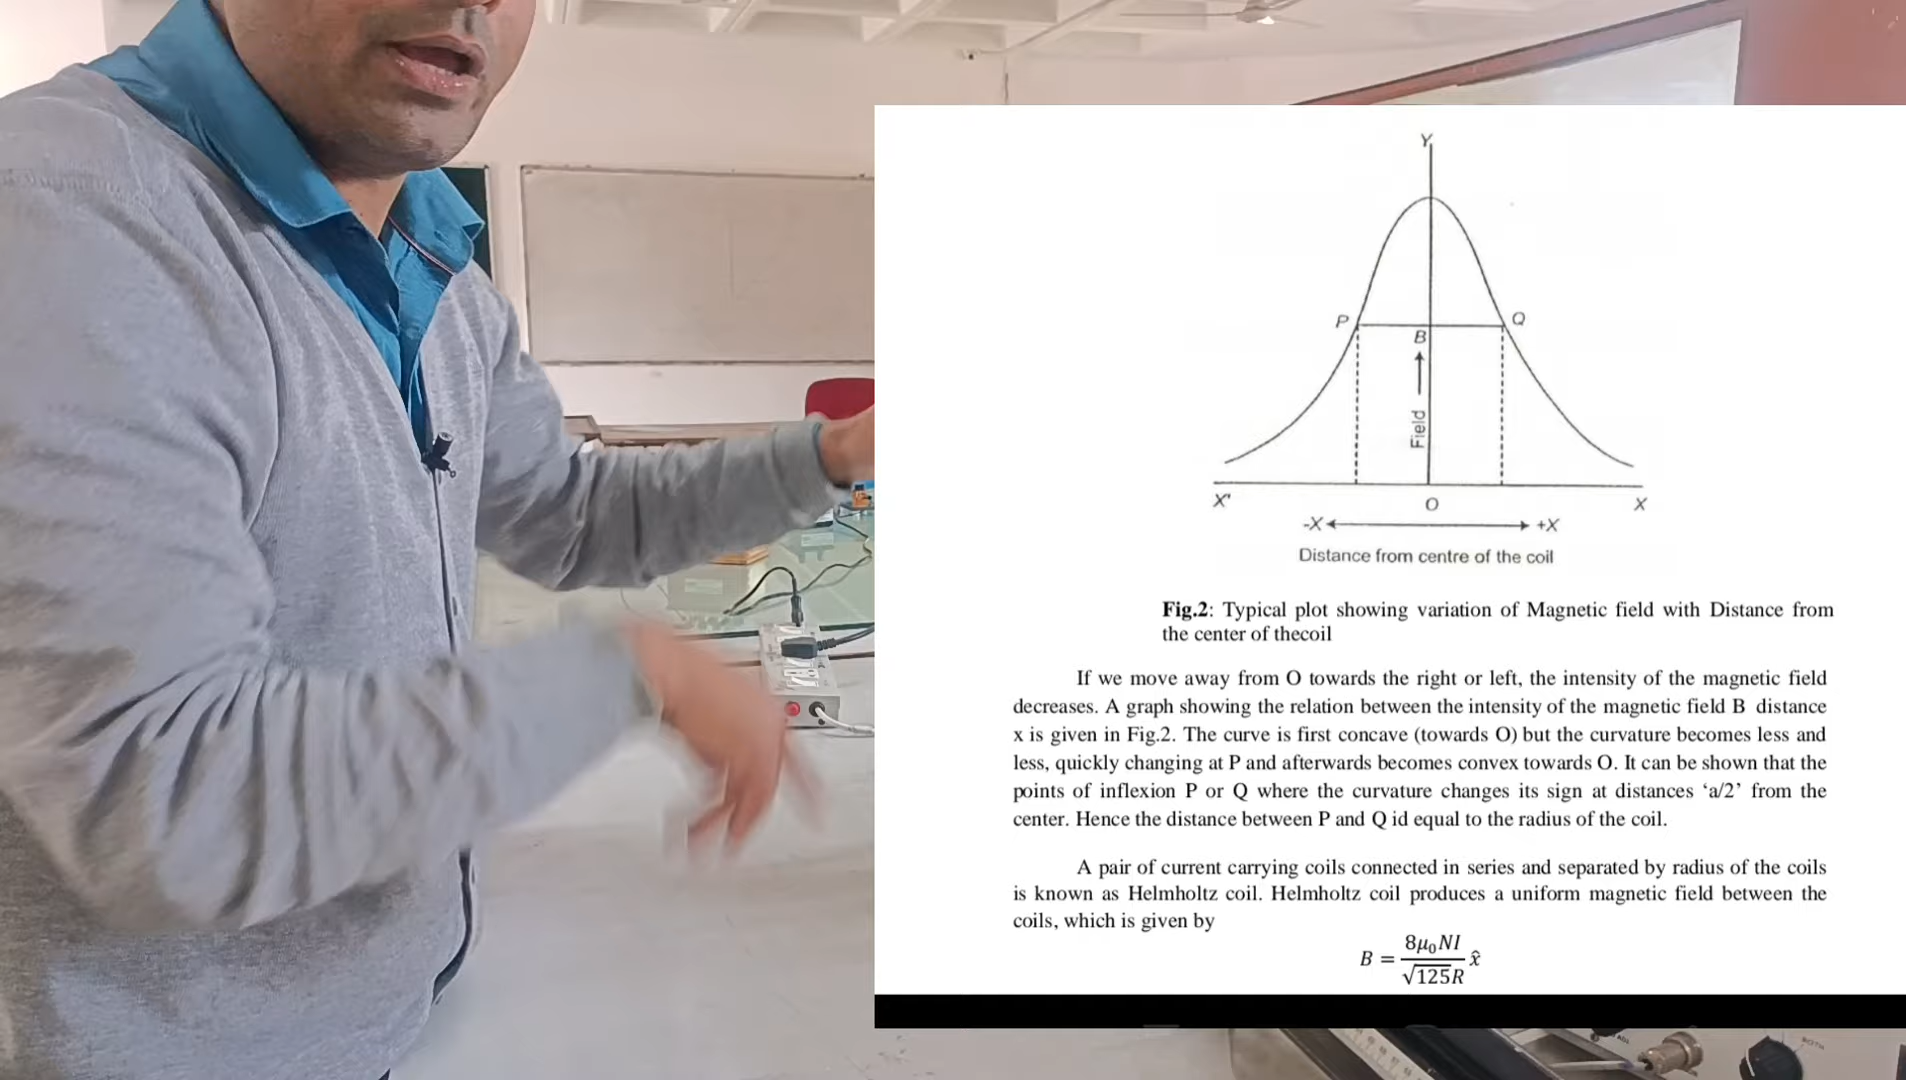 Y
P
Q
B
Field
X'
O
X
-X
+X
Distance from centre of the coil
Fig.2: Typical plot showing variation of Magnetic field with Distance from
the center of thecoil
If we move away from O towards the right or left, the intensity of the magnetic field
decreases. A graph showing the relation between the intensity of the magnetic field B distance
x is given in Fig.2. The curve is first concave (towards O) but the curvature becomes less and
less, quickly changing at P and afterwards becomes convex towards O. It can be shown that the
points of inflexion P or Q where the curvature changes its sign at distances ‘a/2’ from the
center. Hence the distance between P and Q id equal to the radius of the coil.
A pair of current carrying coils connected in series and separated by radius of the coils
is known as Helmholtz coil. Helmholtz coil produces a uniform magnetic field between the
coils, which is given by
B = 8μ₀NI / √125R x̂
BOTH